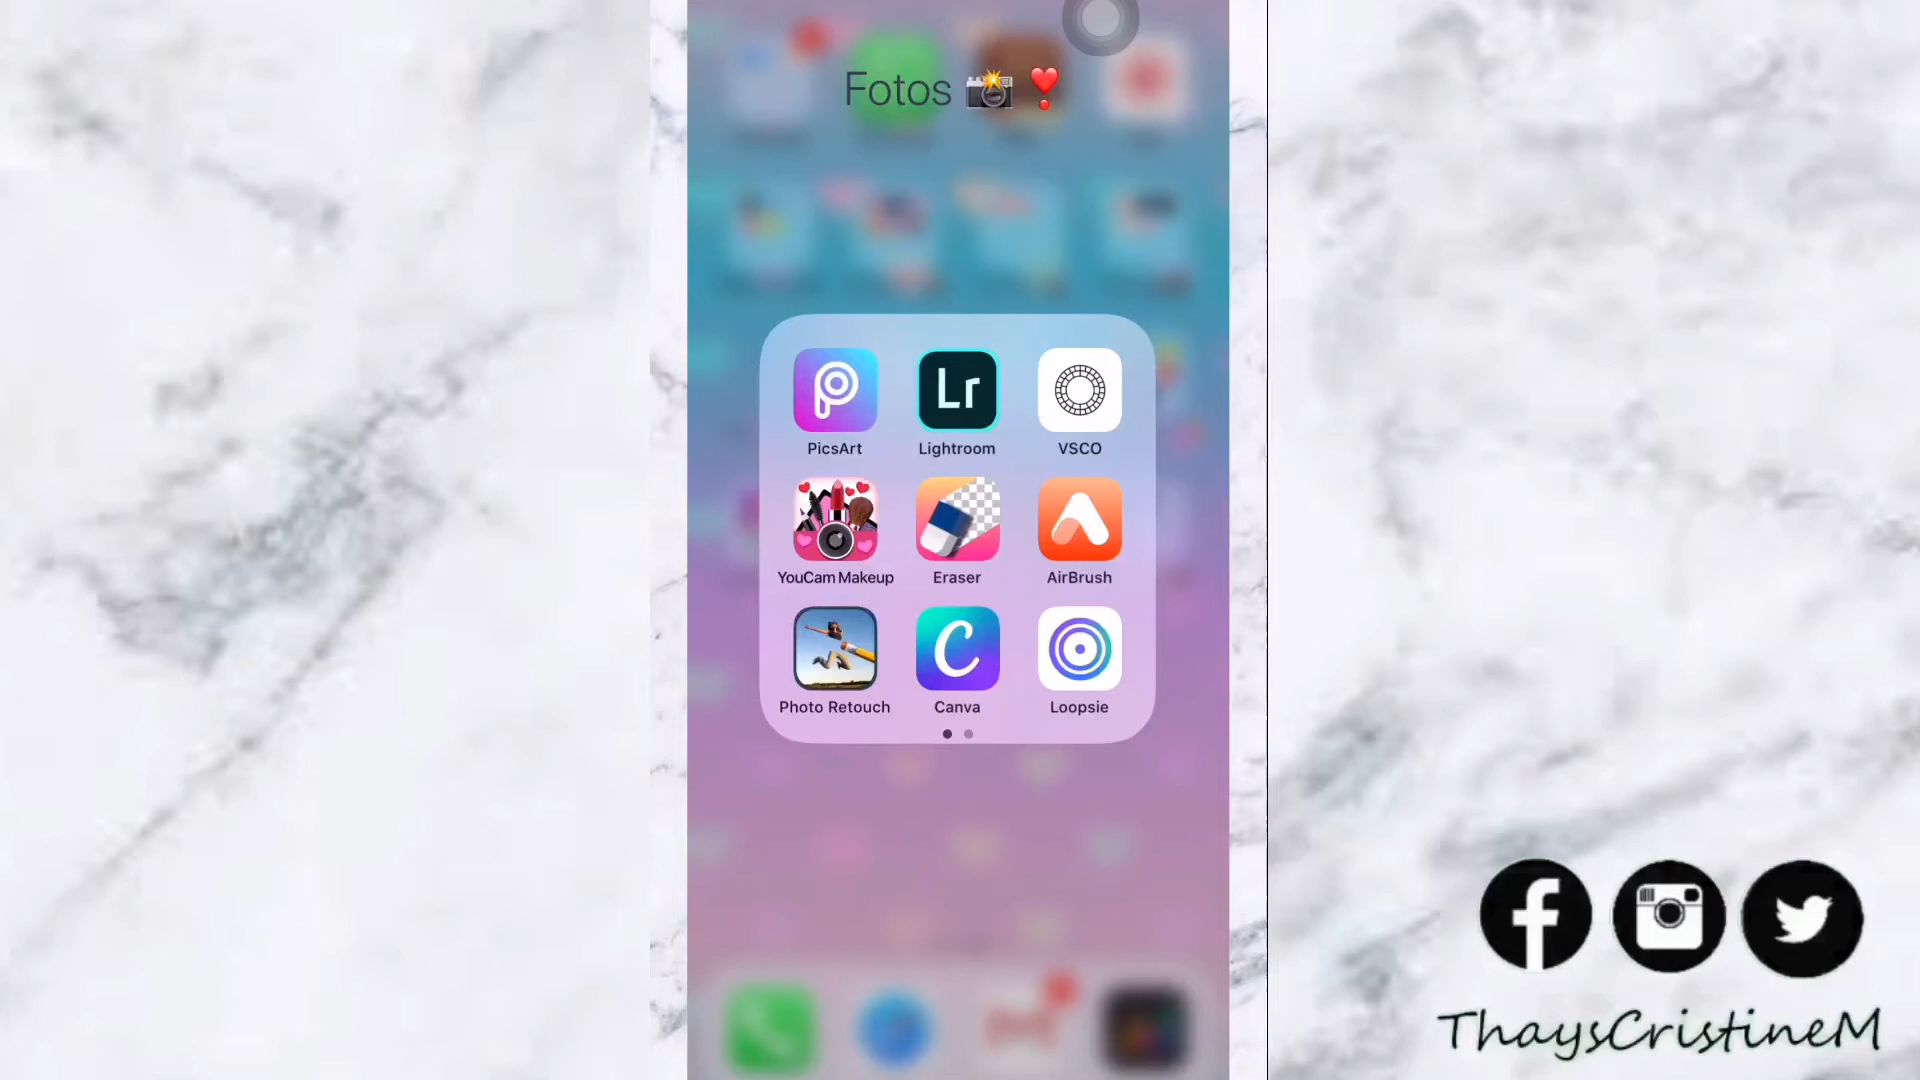 Fotos 📸 ❣️
Lr
PicsArt Lightroom VSCO
YouCam Makeup Eraser AirBrush
C
Photo Retouch Canva Loopsie
f
ThaysCristineM